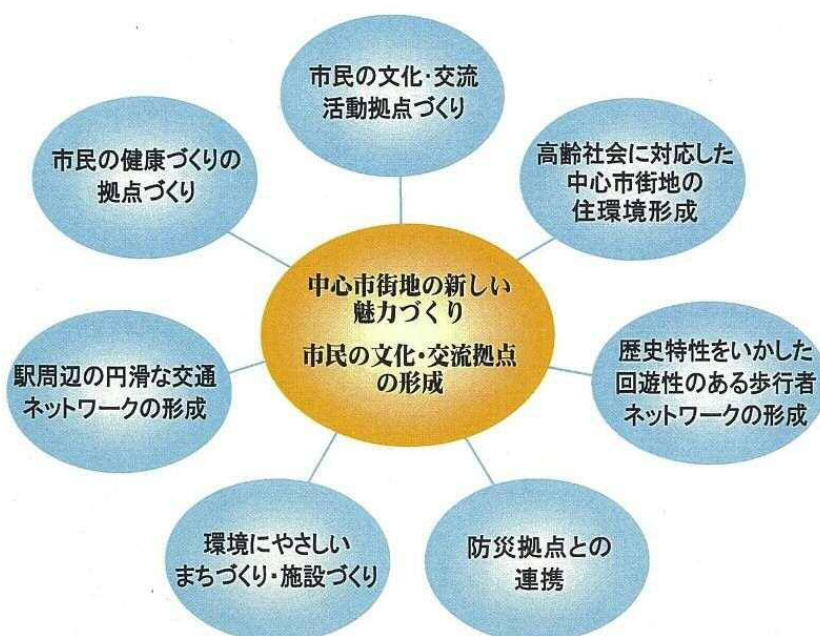 市民の文化・交流
活動拠点づくり
高齢社会に対応した
中心市街地の
住環境形成
歴史特性をいかした
回遊性のある歩行者
ネットワークの形成
防災拠点との
連携
環境にやさしい
まちづくり・施設づくり
駅周辺の円滑な交通
ネットワークの形成
市民の健康づくりの
拠点づくり
中心市街地の新しい
魅力づくり
市民の文化・交流拠点
の形成